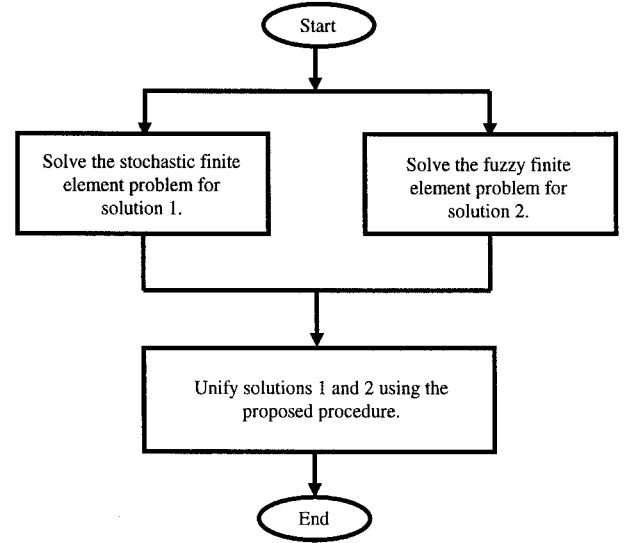 Start
Solve the stochastic finite
element problem for
solution 1.
Solve the fuzzy finite
element problem for
solution 2.
Unify solutions 1 and 2 using the
proposed procedure.
End